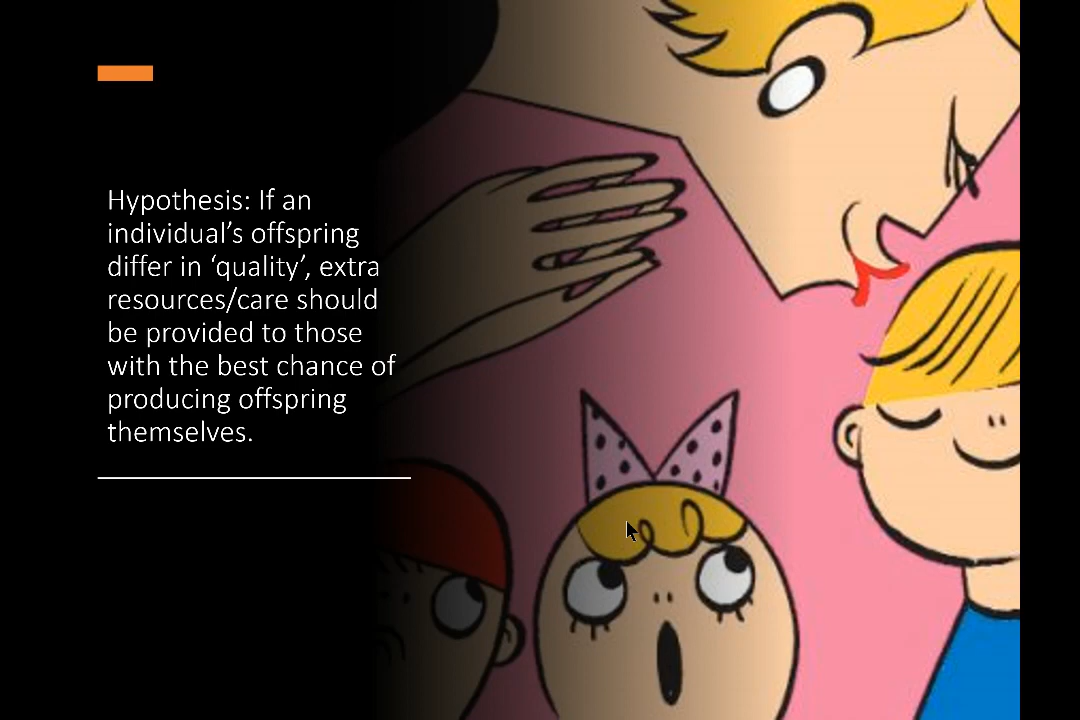 Hypothesis: If an
individual’s offspring
differ in ‘quality’, extra
resources/care should
be provided to those
with the best chance of
producing offspring
themselves.